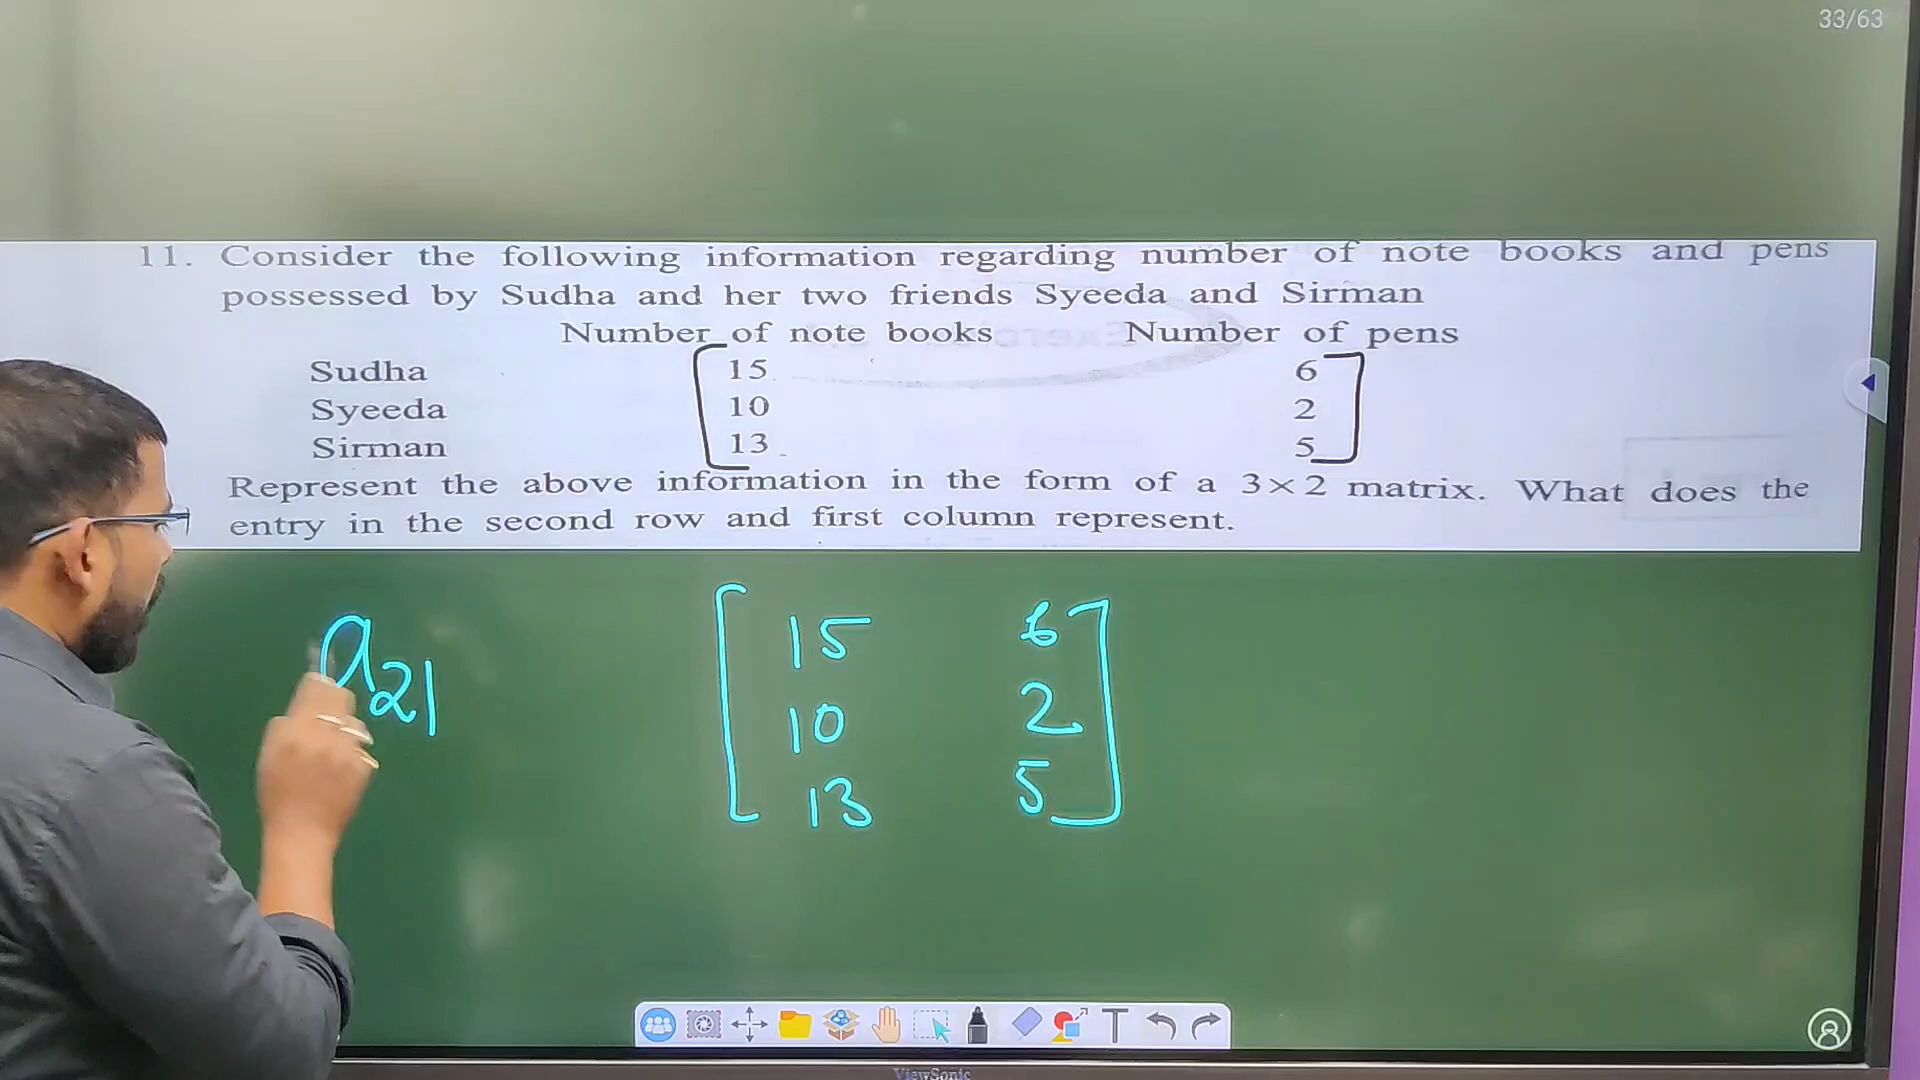 33/63
11. Consider the following information regarding number of note books and pens
possessed by Sudha and her two friends Syeeda and Sirman
Number of note books Number of pens
Sudha 15 6
Syeeda 10 2
Sirman 13 5
Represent the above information in the form of a 3×2 matrix. What does the
entry in the second row and first column represent.
a21
15 6
10 2
13 5
T
ViewSonic